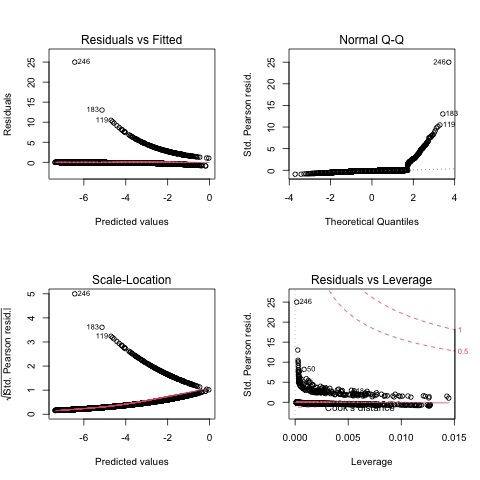 Residuals vs Fitted
Residuals
0 5 10 15 20 25
246
183
119
-6 -4 -2 0
Predicted values
Normal Q-Q
Std. Pearson resid.
0 5 10 15 20 25
246
183
119
-4 -2 0 2 4
Theoretical Quantiles
Scale-Location
√|Std. Pearson resid.|
0 1 2 3 4 5
246
183
119
-6 -4 -2 0
Predicted values
Residuals vs Leverage
Std. Pearson resid.
0 5 10 15 20 25
246
50
1
0.5
Cook's distance
0.000 0.005 0.010 0.015
Leverage